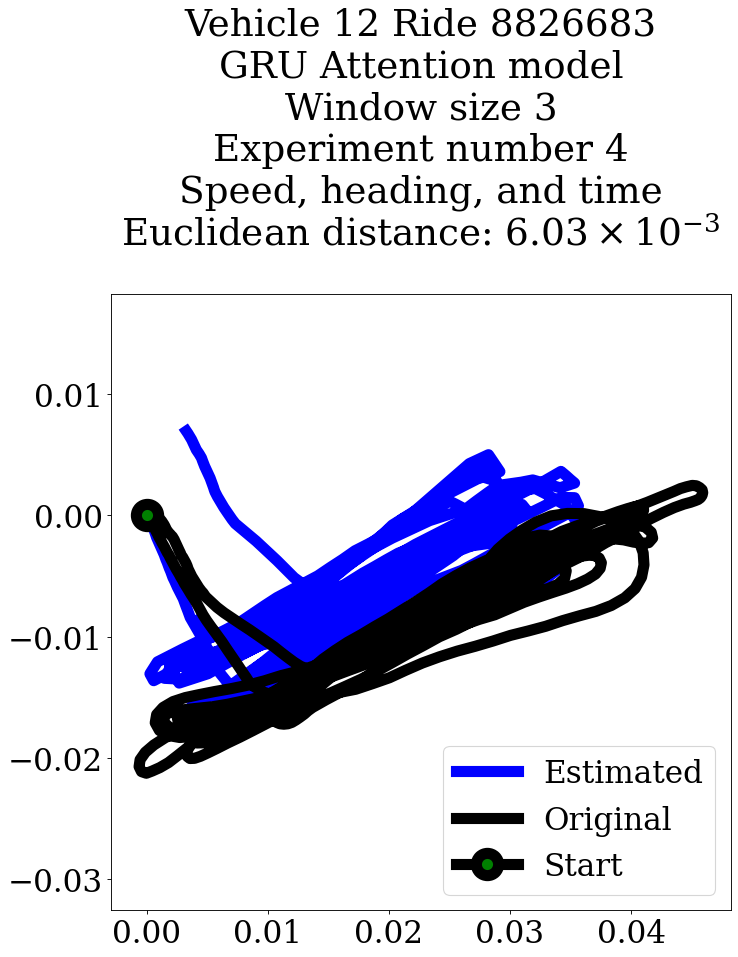 Vehicle 12 Ride 8826683
GRU Attention model
Window size 3
Experiment number 4
Speed, heading, and time
Euclidean distance: 6.03 × 10⁻³
0.01
0.00
−0.01
−0.02
−0.03
Estimated
Original
Start
0.00 0.01 0.02 0.03 0.04